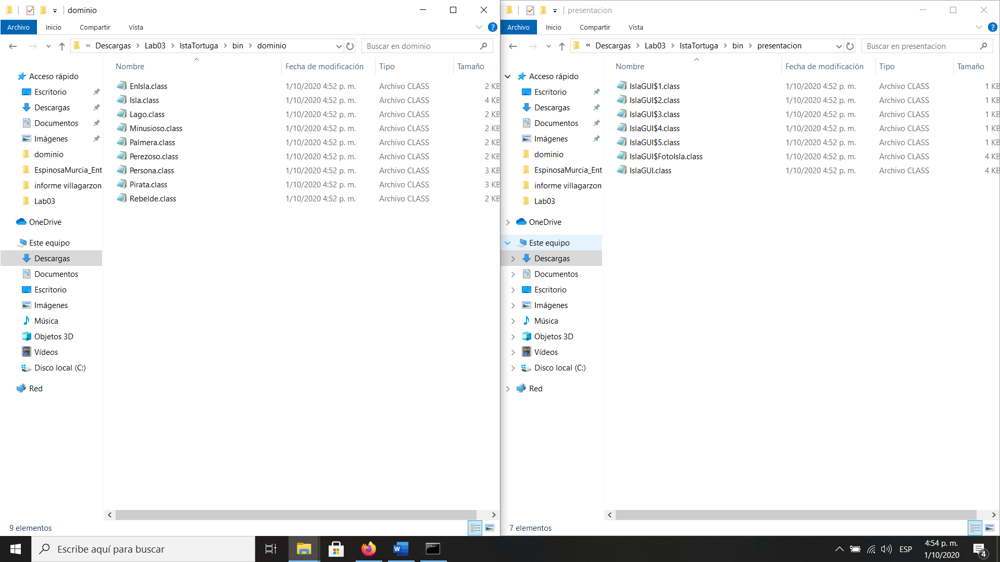 dominio
Archivo Inicio Compartir Vista
« Descargas > Lab03 > IstaTortuga > bin > dominio
Buscar en dominio
Nombre Fecha de modificación Tipo Tamaño
EnIsla.class 1/10/2020 4:52 p. m. Archivo CLASS 2 KB
Isla.class 1/10/2020 4:52 p. m. Archivo CLASS 4 KB
Lago.class 1/10/2020 4:52 p. m. Archivo CLASS 2 KB
Minusioso.class 1/10/2020 4:52 p. m. Archivo CLASS 2 KB
Palmera.class 1/10/2020 4:52 p. m. Archivo CLASS 2 KB
Perezoso.class 1/10/2020 4:52 p. m. Archivo CLASS 2 KB
Persona.class 1/10/2020 4:52 p. m. Archivo CLASS 3 KB
Pirata.class 1/10/2020 4:52 p. m. Archivo CLASS 3 KB
Rebelde.class 1/10/2020 4:52 p. m. Archivo CLASS 2 KB
Acceso rápido
Escritorio
Descargas
Documentos
Imágenes
dominio
EspinosaMurcia_Ent
informe villagarzon
Lab03
OneDrive
Este equipo
Descargas
Documentos
Escritorio
Imágenes
Música
Objetos 3D
Vídeos
Disco local (C:)
Red
9 elementos
presentacion
Archivo Inicio Compartir Vista
« Descargas > Lab03 > IstaTortuga > bin > presentacion
Buscar en presentacion
Nombre Fecha de modificación Tipo Tamaño
IslaGUI$1.class 1/10/2020 4:52 p. m. Archivo CLASS 1 KB
IslaGUI$2.class 1/10/2020 4:52 p. m. Archivo CLASS 1 KB
IslaGUI$3.class 1/10/2020 4:52 p. m. Archivo CLASS 1 KB
IslaGUI$4.class 1/10/2020 4:52 p. m. Archivo CLASS 1 KB
IslaGUI$5.class 1/10/2020 4:52 p. m. Archivo CLASS 1 KB
IslaGUI$FotoIsla.class 1/10/2020 4:52 p. m. Archivo CLASS 4 KB
IslaGUI.class 1/10/2020 4:52 p. m. Archivo CLASS 4 KB
Acceso rápido
Escritorio
Descargas
Documentos
Imágenes
dominio
EspinosaMurcia_Ent
informe villagarzon
Lab03
OneDrive
Este equipo
Descargas
Documentos
Escritorio
Imágenes
Música
Objetos 3D
Vídeos
Disco local (C:)
Red
7 elementos
Escribe aquí para buscar
ESP
4:54 p. m.
1/10/2020
4